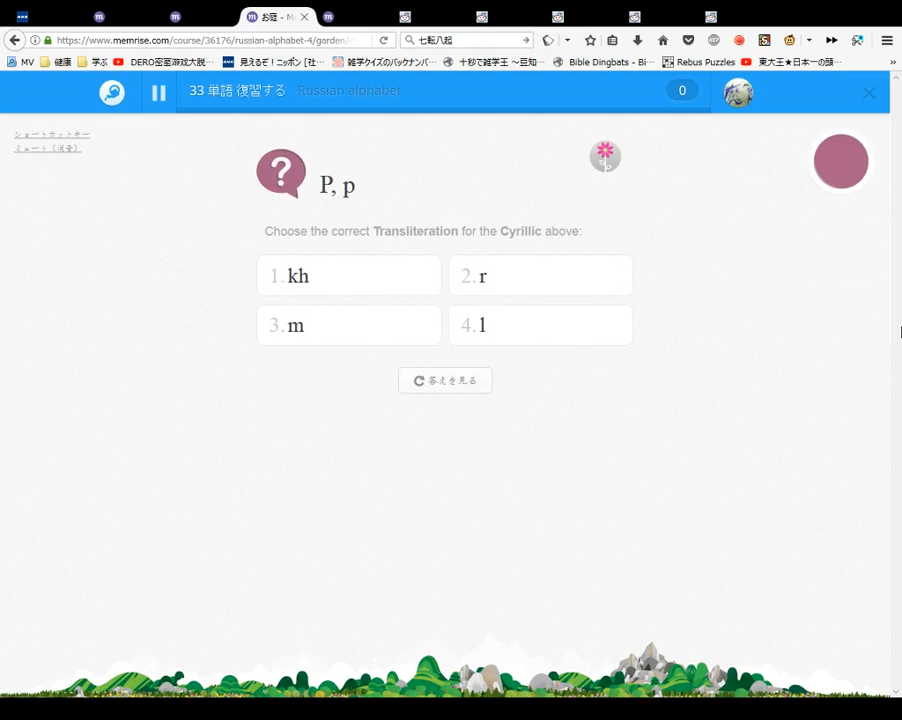 お庭 - M
https://www.memrise.com/course/36176/russian-alphabet-4/garden/
七転八起
MV 健康 学ぶ DERO密室游戏大脱… 見えるぞ！ニッポン [社… 雑学クイズのバックナンバ… 十秒で雑学王 ～豆知… Bible Dingbats - Bi… Rebus Puzzles 東大王★日本一の頭…
33 単語 復習する Russian alphabet 0
ショートカットキー
ミュート（消音）
Р, р
Choose the correct Transliteration for the Cyrillic above:
1. kh 2. r
3. m 4. l
答えを見る